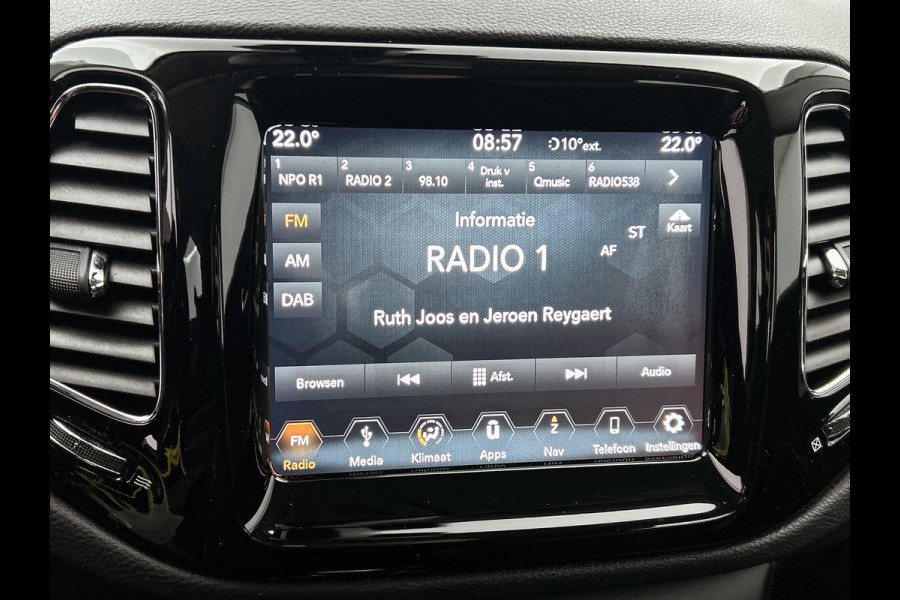 22.0° 08:57 10°ext. 22.0°
1 NPO R1 2 RADIO 2 3 98.10 4 Druk v inst. 5 Qmusic 6 RADIO538 >
FM Informatie Kaart
ST
AF
AM RADIO 1
DAB
Ruth Joos en Jeroen Reygaert
Browsen Afst. Audio
FM
Radio Media Klimaat Apps Nav Telefoon Instellingen